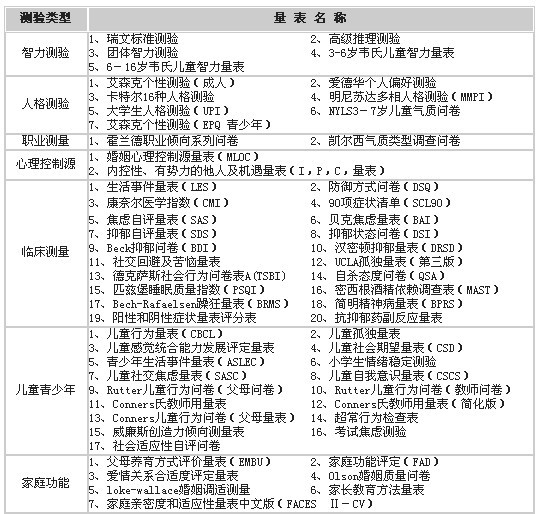 测验类型 量 表 名 称
智力测验
1、瑞文标准测验 2、高级推理测验
3、团体智力测验 4、3-6岁韦氏儿童智力量表
5、6－16岁韦氏儿童智力量表
人格测验
1、艾森克个性测验(成人) 2、爱德华个人偏好测验
3、卡特尔16种人格测验 4、明尼苏达多相人格测验(MMPI)
5、大学生人格测验(UPI) 6、NYLS3－7岁儿童气质问卷
7、艾森克个性测验(EPQ 青少年)
职业测量
1、霍兰德职业倾向系列问卷 2、凯尔西气质类型调查问卷
心理控制源
1、婚姻心理控制源量表(MLOC)
2、内控性、有势力的他人及机遇量表(I,P,C,量表)
临床测量
1、生活事件量表(LES) 2、防御方式问卷(DSQ)
3、康奈尔医学指数(CMI) 4、90项症状清单(SCL90)
5、焦虑自评量表(SAS) 6、贝克焦虑量表(BAI)
7、抑郁自评量表(SDS) 8、抑郁状态问卷(DSI)
9、Beck抑郁问卷(BDI) 10、汉密顿抑郁量表(DRSD)
11、社交回避及苦恼量表 12、UCLA孤独量表(第三版)
13、德克萨斯社会行为问卷表A(TSBI) 14、自杀态度问卷(QSA)
15、匹兹堡睡眠质量指数(PSQI) 16、密西根酒精依赖调查表(MAST)
17、Bech-Rafaelsen躁狂量表(BRMS) 18、简明精神病量表(BPRS)
19、阳性和阴性症状量表评分表 20、抗抑郁药副反应量表
儿童青少年
1、儿童行为量表(CBCL) 2、儿童孤独量表
3、儿童感觉统合能力发展评定量表 4、儿童社会期望量表(CSD)
5、青少年生活事件量表(ASLEC) 6、小学生情绪稳定测验
7、儿童社交焦虑量表(SASC) 8、儿童自我意识量表(CSCS)
9、Rutter儿童行为问卷(父母问卷) 10、Rutter儿童行为问卷(教师问卷)
11、Conners氏教师用量表 12、Conners氏教师用量表(简化版)
13、Conners儿童行为问卷(父母量表) 14、超常行为检查表
15、威廉斯创造力倾向测量表 16、考试焦虑测验
17、社会适应性自评问卷
家庭功能
1、父母养育方式评价量表(EMBU) 2、家庭功能评定(FAD)
3、爱情关系合适度评定量表 4、Olson婚姻质量问卷
5、loke-wallace婚姻调适测量 6、家长教育方法量表
7、家庭亲密度和适应性量表中文版(FACES Ⅱ－CV)